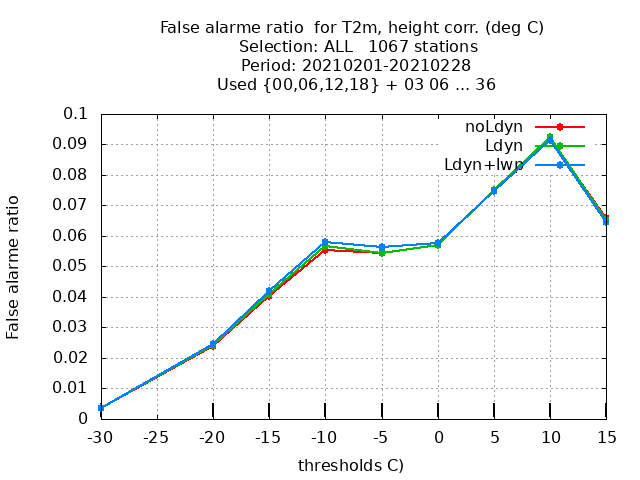 False alarme ratio  for T2m, height corr. (deg C)
Selection: ALL   1067 stations
Period: 20210201-20210228
Used {00,06,12,18} + 03 06 ... 36
0.1
0.09
0.08
0.07
0.06
0.05
0.04
0.03
0.02
0.01
0
False alarme ratio
noLdyn
Ldyn
Ldyn+lwp
-30 -25 -20 -15 -10 -5 0 5 10 15
thresholds C)